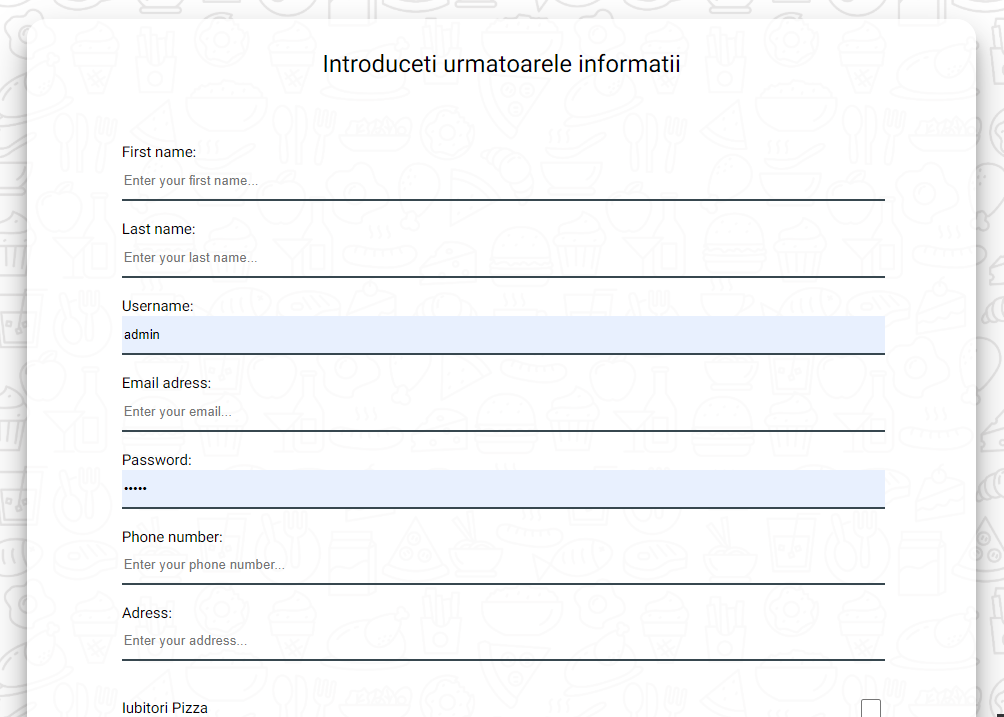 Introduceti urmatoarele informatii
First name:
Enter your first name...
Last name:
Enter your last name...
Username:
admin
Email adress:
Enter your email...
Password:
•••••
Phone number:
Enter your phone number...
Adress:
Enter your address...
Iubitori Pizza